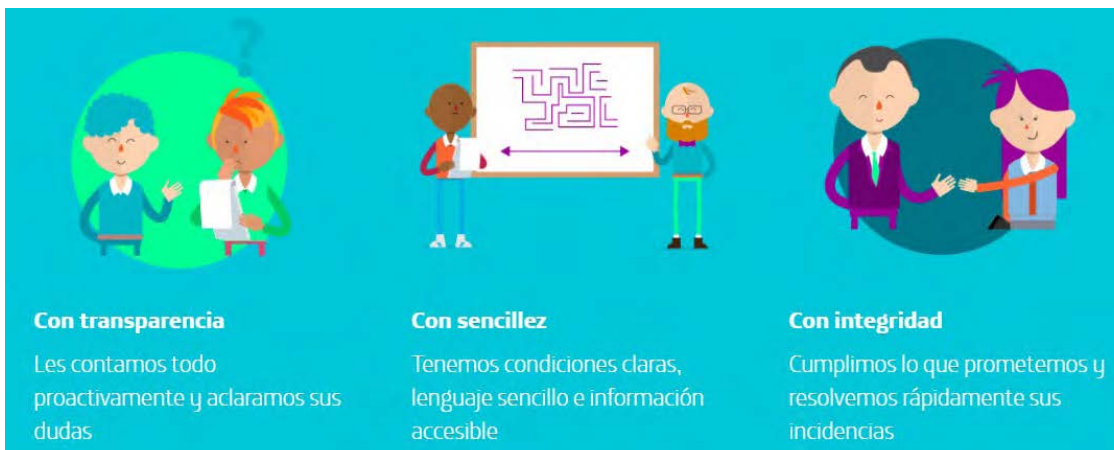 ?
Con transparencia
Les contamos todo
proactivamente y aclaramos sus
dudas
Con sencillez
Tenemos condiciones claras,
lenguaje sencillo e información
accesible
Con integridad
Cumplimos lo que prometemos y
resolvemos rápidamente sus
incidencias